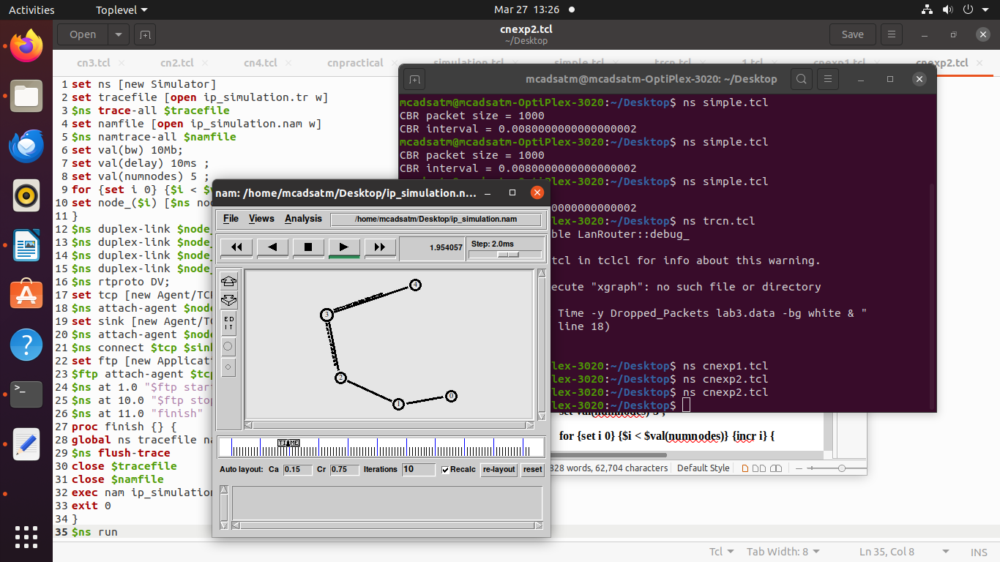 Activities
Toplevel
Mar 27 13:26
Open
cnexp2.tcl
~/Desktop
Save
cn3.tcl
cn2.tcl
cn4.tcl
cnpractical
simulation.tcl
simple.tcl
trcn.tcl
1.tcl
cnexp1.tcl
cnexp2.tcl
1 set ns [new Simulator]
2 set tracefile [open ip_simulation.tr w]
3 $ns trace-all $tracefile
4 set namfile [open ip_simulation.nam w]
5 $ns namtrace-all $namfile
6 set val(bw) 10Mb;
7 set val(delay) 10ms ;
8 set val(numnodes) 5 ;
9 for {set i 0} {$i < $v
10 set node_($i) [$ns nod
11 }
12 $ns duplex-link $node_
13 $ns duplex-link $node_
14 $ns duplex-link $node_
15 $ns duplex-link $node_
16 $ns rtproto DV;
17 set tcp [new Agent/TCP
18 $ns attach-agent $node
19 set sink [new Agent/TC
20 $ns attach-agent $node
21 $ns connect $tcp $sink
22 set ftp [new Applicat
23 $ftp attach-agent $tcp
24 $ns at 1.0 "$ftp star
25 $ns at 10.0 "$ftp stop
26 $ns at 11.0 "finish"
27 proc finish {} {
28 global ns tracefile na
29 $ns flush-trace
30 close $tracefile
31 close $namfile
32 exec nam ip_simulation
33 exit 0
34 }
35 $ns run
mcadsatm@mcadsatm-OptiPlex-3020: ~/Desktop
mcadsatm@mcadsatm-OptiPlex-3020:~/Desktop$ ns simple.tcl
CBR packet size = 1000
CBR interval = 0.0080000000000000002
mcadsatm@mcadsatm-OptiPlex-3020:~/Desktop$ ns simple.tcl
CBR packet size = 1000
CBR interval = 0.0080000000000000002
mcadsatm@mcadsatm-OptiPlex-3020:~/Desktop$ ns simple.tcl
0000000000002
plex-3020:~/Desktop$ ns trcn.tcl
ble LanRouter::debug_
tcl in tclcl for info about this warning.
ecute "xgraph": no such file or directory
Time -y Dropped_Packets lab3.data -bg white & "
line 18)
plex-3020:~/Desktop$ ns cnexp1.tcl
plex-3020:~/Desktop$ ns cnexp2.tcl
plex-3020:~/Desktop$ ns cnexp2.tcl
plex-3020:~/Desktop$
nam: /home/mcadsatm/Desktop/ip_simulation.n...
File Views Analysis
/home/mcadsatm/Desktop/ip_simulation.nam
1.954057
Step: 2.0ms
ED
IT
4
3
2
1
0
TIME
Auto layout: Ca 0.15 Cr 0.75 Iterations 10 Recalc re-layout reset
set val(numnodes) 5 ;
for {set i 0} {$i < $val(numnodes)} {incr i} {
828 words, 62,704 characters
Default Style
Tcl
Tab Width: 8
Ln 35, Col 8
INS